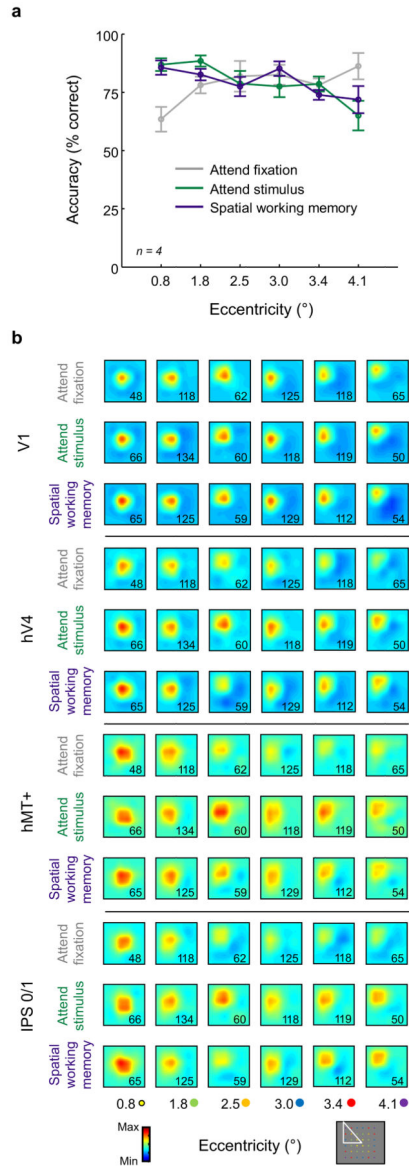 a
Accuracy (% correct)
100
75
50
25
0
Attend fixation
Attend stimulus
Spatial working memory
n = 4
0.8 1.8 2.5 3.0 3.4 4.1
Eccentricity (°)
b
V1
Attend fixation
48 118 62 125 118 65
Attend stimulus
66 134 60 118 119 50
Spatial working memory
65 125 59 129 112 54
hV4
Attend fixation
48 118 62 125 118 65
Attend stimulus
66 134 60 118 119 50
Spatial working memory
65 125 59 129 112 54
hMT+
Attend fixation
48 118 62 125 118 65
Attend stimulus
66 134 60 118 119 50
Spatial working memory
65 125 59 129 112 54
IPS 0/1
Attend fixation
48 118 62 125 118 65
Attend stimulus
66 134 60 118 119 50
Spatial working memory
65 125 59 129 112 54
0.8 1.8 2.5 3.0 3.4 4.1
Max
Min
Eccentricity (°)